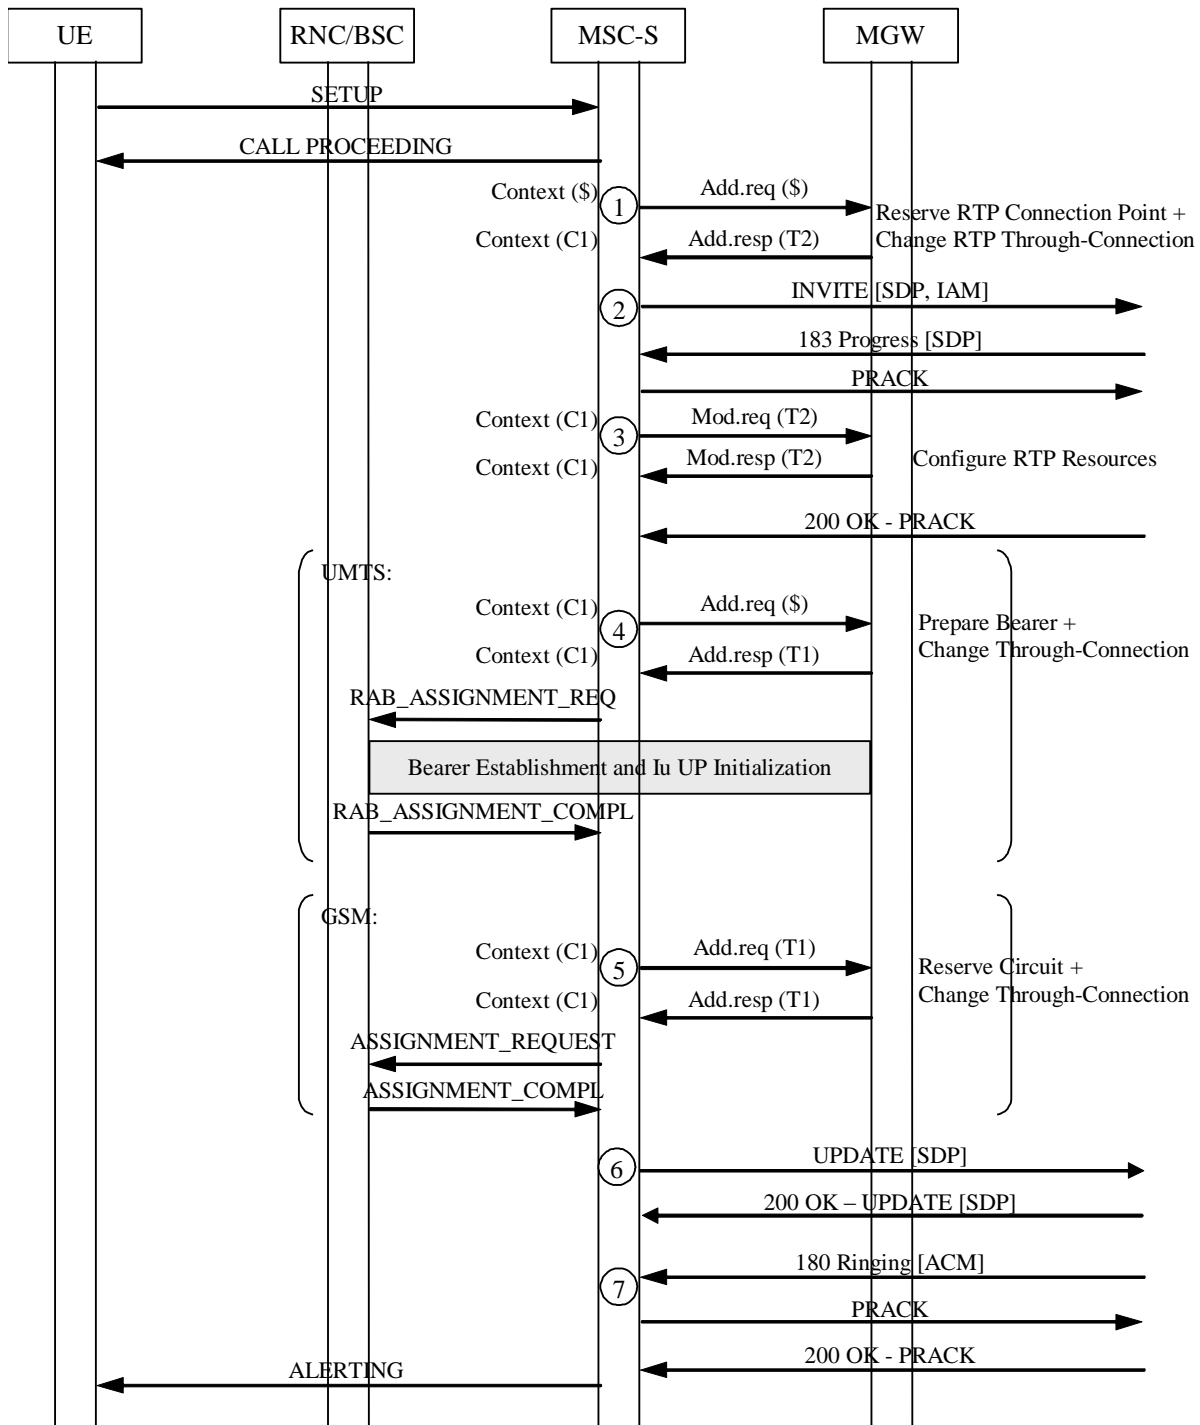 UE
RNC/BSC
MSC-S
MGW
SETUP
CALL PROCEEDING
Context ($)
1
Add.req ($)
Reserve RTP Connection Point +
Change RTP Through-Connection
Context (C1)
Add.resp (T2)
2
INVITE [SDP, IAM]
183 Progress [SDP]
PRACK
Context (C1)
3
Mod.req (T2)
Context (C1)
Mod.resp (T2)
Configure RTP Resources
200 OK - PRACK
UMTS:
Context (C1)
4
Add.req ($)
Prepare Bearer +
Change Through-Connection
Context (C1)
Add.resp (T1)
RAB_ASSIGNMENT_REQ
Bearer Establishment and Iu UP Initialization
RAB_ASSIGNMENT_COMPL
GSM:
Context (C1)
5
Add.req (T1)
Reserve Circuit +
Change Through-Connection
Context (C1)
Add.resp (T1)
ASSIGNMENT_REQUEST
ASSIGNMENT_COMPL
6
UPDATE [SDP]
200 OK – UPDATE [SDP]
7
180 Ringing [ACM]
PRACK
200 OK - PRACK
ALERTING